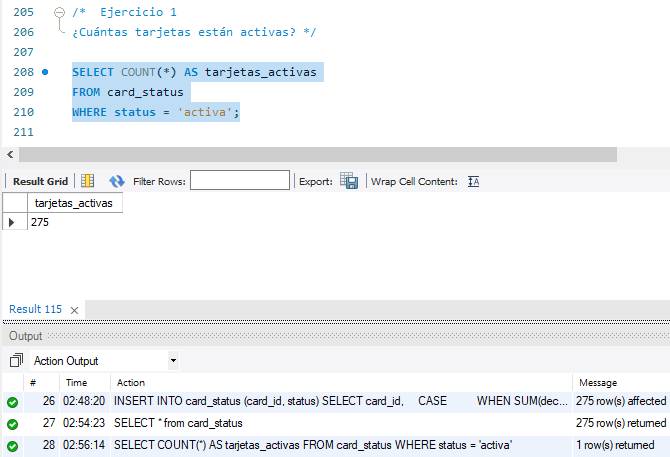 205 /* Ejercicio 1
206 ¿Cuántas tarjetas están activas? */
207
208 SELECT COUNT(*) AS tarjetas_activas
209 FROM card_status
210 WHERE status = 'activa';
211
Result Grid Filter Rows: Export: Wrap Cell Content:
tarjetas_activas
275
Result 115
Output
Action Output
# Time Action Message
26 02:48:20 INSERT INTO card_status (card_id, status) SELECT card_id, CASE WHEN SUM(dec... 275 row(s) affected
27 02:54:23 SELECT * from card_status 275 row(s) returned
28 02:56:14 SELECT COUNT(*) AS tarjetas_activas FROM card_status WHERE status = 'activa' 1 row(s) returned